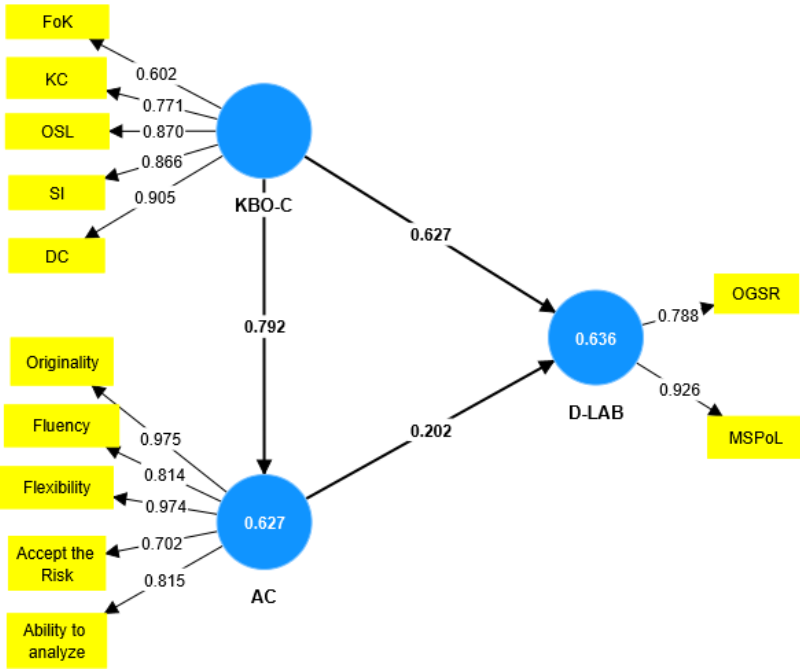 FoK
0.602
KC
0.771
OSL
0.870
SI
0.866
DC
0.905
KBO-C
0.627
0.792
OGSR
0.788
0.636
0.926
D-LAB
MSPoL
0.202
Originality
0.975
Fluency
0.814
Flexibility
0.974
0.627
Accept the
Risk
0.702
0.815
AC
Ability to
analyze